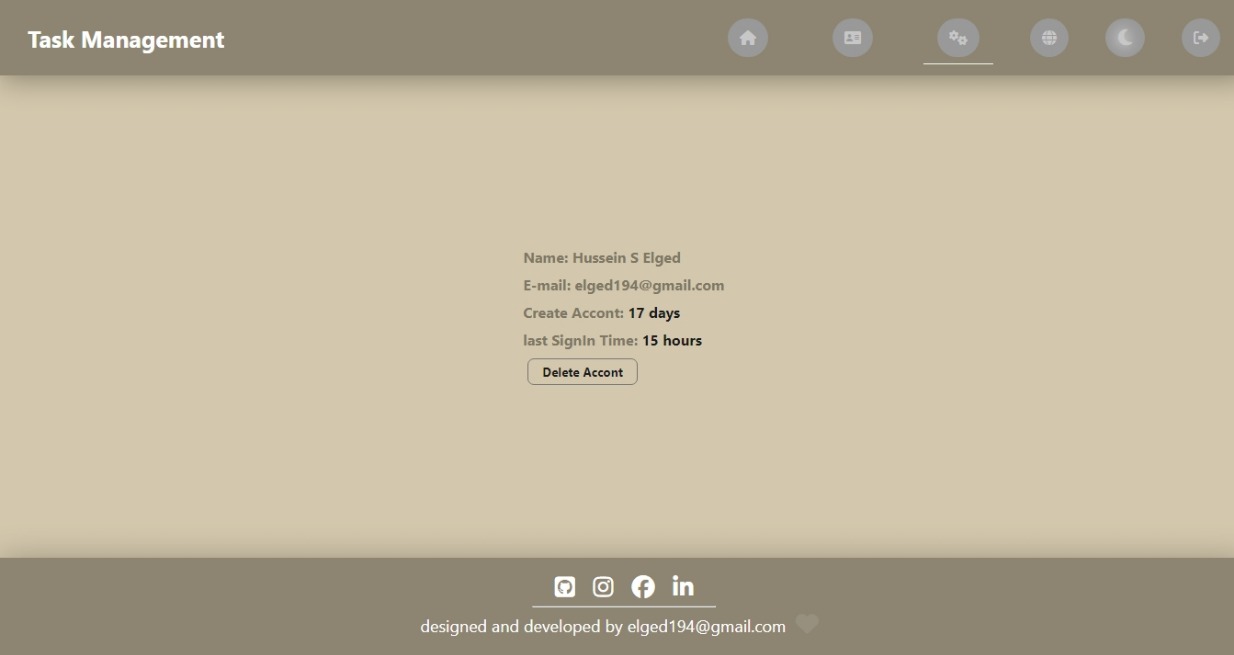 Task Management
Name: Hussein S Elged
E-mail: elged194@gmail.com
Create Accont: 17 days
last SignIn Time: 15 hours
Delete Accont
designed and developed by elged194@gmail.com